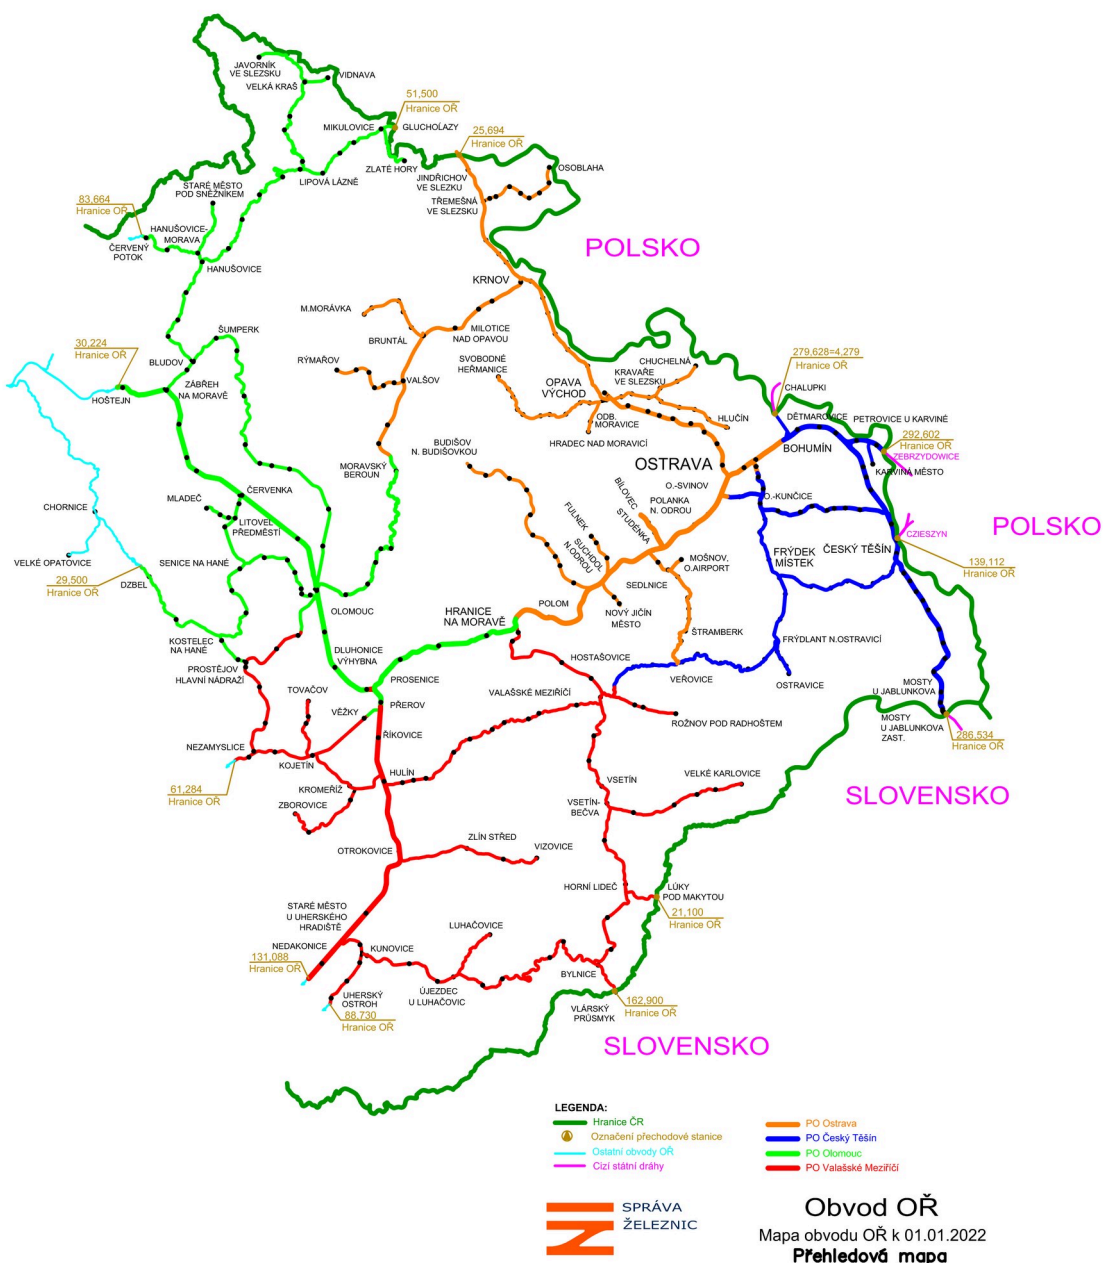 JAVORNÍK
VE SLEZSKU
VELKÁ KRAŠ
VIDNAVA
51,500
Hranice OŘ
MIKULOVICE
GLUCHOŁAZY
25,694
Hranice OŘ
ZLATÉ HORY
LIPOVÁ LÁZNĚ
JINDŘICHOV
VE SLEZKU
OSOBLAHA
TŘEMEŠNÁ
VE SLEZSKU
STARÉ MĚSTO
POD SNĚŽNÍKEM
83,664
Hranice OŘ
HANUŠOVICE-
MORAVA
ČERVENÝ
POTOK
HANUŠOVICE
POLSKO
KRNOV
M.MORÁVKA
MILOTICE
NAD OPAVOU
BRUNTÁL
ŠUMPERK
30,224
Hranice OŘ
BLUDOV
RÝMAŘOV
VALŠOV
SVOBODNÉ
HEŘMANICE
CHUCHELNÁ
KRAVAŘE
VE SLEZSKU
279,628=4,279
Hranice OŘ
CHALUPKI
ZÁBŘEH
NA MORAVĚ
HOŠTEJN
OPAVA
VÝCHOD
ODB.
MORAVICE
HLUČÍN
HRADEC NAD MORAVICÍ
DĚTMAROVICE
PETROVICE U KARVINÉ
292,602
Hranice OŘ
ZEBRZYDOWICE
BOHUMÍN
KARVINÁ MĚSTO
BUDIŠOV
N. BUDIŠOVKOU
MORAVSKÝ
BEROUN
OSTRAVA
O.-SVINOV
BÍLOVEC
POLANKA
N. ODROU
O.-KUNČICE
ČERVENKA
MLADEČ
LITOVEL
PŘEDMĚSTÍ
CHORNICE
FULNEK
STUDÉNKA
SUCHDOL
N.ODROU
POLSKO
CZIESZYN
FRÝDEK
MÍSTEK
ČESKÝ TĚŠÍN
139,112
Hranice OŘ
VELKÉ OPATOVICE
SENICE NA HANÉ
29,500
Hranice OŘ
DZBEL
MOŠNOV,
O.AIRPORT
SEDLNICE
OLOMOUC
HRANICE
NA MORAVĚ
POLOM
NOVÝ JIČÍN
MĚSTO
ŠTRAMBERK
FRÝDLANT N.OSTRAVICÍ
KOSTELEC
NA HANÉ
DLUHONICE
VÝHYBNA
HOSTAŠOVICE
PROSTĚJOV
HLAVNÍ NÁDRAŽÍ
PROSENICE
VEŘOVICE
OSTRAVICE
MOSTY
U JABLUNKOVA
TOVAČOV
VALAŠSKÉ MEZIŘÍČÍ
VĚŽKY
PŘEROV
ROŽNOV POD RADHOŠTEM
MOSTY
U JABLUNKOVA
ZAST.
286,534
Hranice OŘ
ŘÍKOVICE
NEZAMYSLICE
KOJETÍN
HULÍN
61,284
Hranice OŘ
KROMĚŘÍŽ
ZBOROVICE
VSETÍN
VELKÉ KARLOVICE
VSETÍN-
BEČVA
SLOVENSKO
ZLÍN STŘED
OTROKOVICE
VIZOVICE
HORNÍ LIDEČ
LÚKY
POD MAKYTOU
21,100
Hranice OŘ
STARÉ MĚSTO
U UHERSKÉHO
HRADIŠTĚ
LUHAČOVICE
NEDAKONICE
KUNOVICE
131,088
Hranice OŘ
ÚJEZDEC
U LUHAČOVIC
BYLNICE
UHERSKÝ
OSTROH
88,730
Hranice OŘ
VLÁRSKÝ
PRŮSMYK
162,900
Hranice OŘ
SLOVENSKO
LEGENDA:
Hranice ČR
Označení přechodové stanice
Ostatní obvody OŘ
Cizí státní dráhy
PO Ostrava
PO Český Těšín
PO Olomouc
PO Valašské Meziříčí
SPRÁVA
ŽELEZNIC
Obvod OŘ
Mapa obvodu OŘ k 01.01.2022
Přehledová mapa